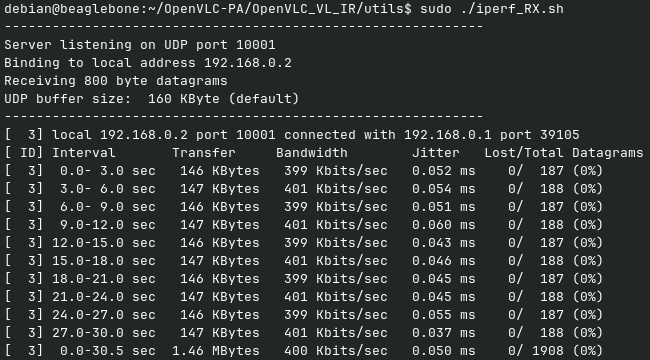 debian@beaglebone:~/OpenVLC-PA/OpenVLC_VL_IR/utils$ sudo ./iperf_RX.sh
------------------------------------------------------------
Server listening on UDP port 10001
Binding to local address 192.168.0.2
Receiving 800 byte datagrams
UDP buffer size:  160 KByte (default)
------------------------------------------------------------
[  3] local 192.168.0.2 port 10001 connected with 192.168.0.1 port 39105
[ ID] Interval       Transfer     Bandwidth        Jitter   Lost/Total Datagrams
[  3]  0.0- 3.0 sec   146 KBytes   399 Kbits/sec   0.052 ms    0/  187 (0%)
[  3]  3.0- 6.0 sec   147 KBytes   401 Kbits/sec   0.054 ms    0/  188 (0%)
[  3]  6.0- 9.0 sec   146 KBytes   399 Kbits/sec   0.051 ms    0/  187 (0%)
[  3]  9.0-12.0 sec   147 KBytes   401 Kbits/sec   0.060 ms    0/  188 (0%)
[  3] 12.0-15.0 sec   146 KBytes   399 Kbits/sec   0.043 ms    0/  187 (0%)
[  3] 15.0-18.0 sec   147 KBytes   401 Kbits/sec   0.046 ms    0/  188 (0%)
[  3] 18.0-21.0 sec   146 KBytes   399 Kbits/sec   0.045 ms    0/  187 (0%)
[  3] 21.0-24.0 sec   147 KBytes   401 Kbits/sec   0.045 ms    0/  188 (0%)
[  3] 24.0-27.0 sec   146 KBytes   399 Kbits/sec   0.055 ms    0/  187 (0%)
[  3] 27.0-30.0 sec   147 KBytes   401 Kbits/sec   0.037 ms    0/  188 (0%)
[  3]  0.0-30.5 sec  1.46 MBytes   400 Kbits/sec   0.050 ms    0/ 1908 (0%)